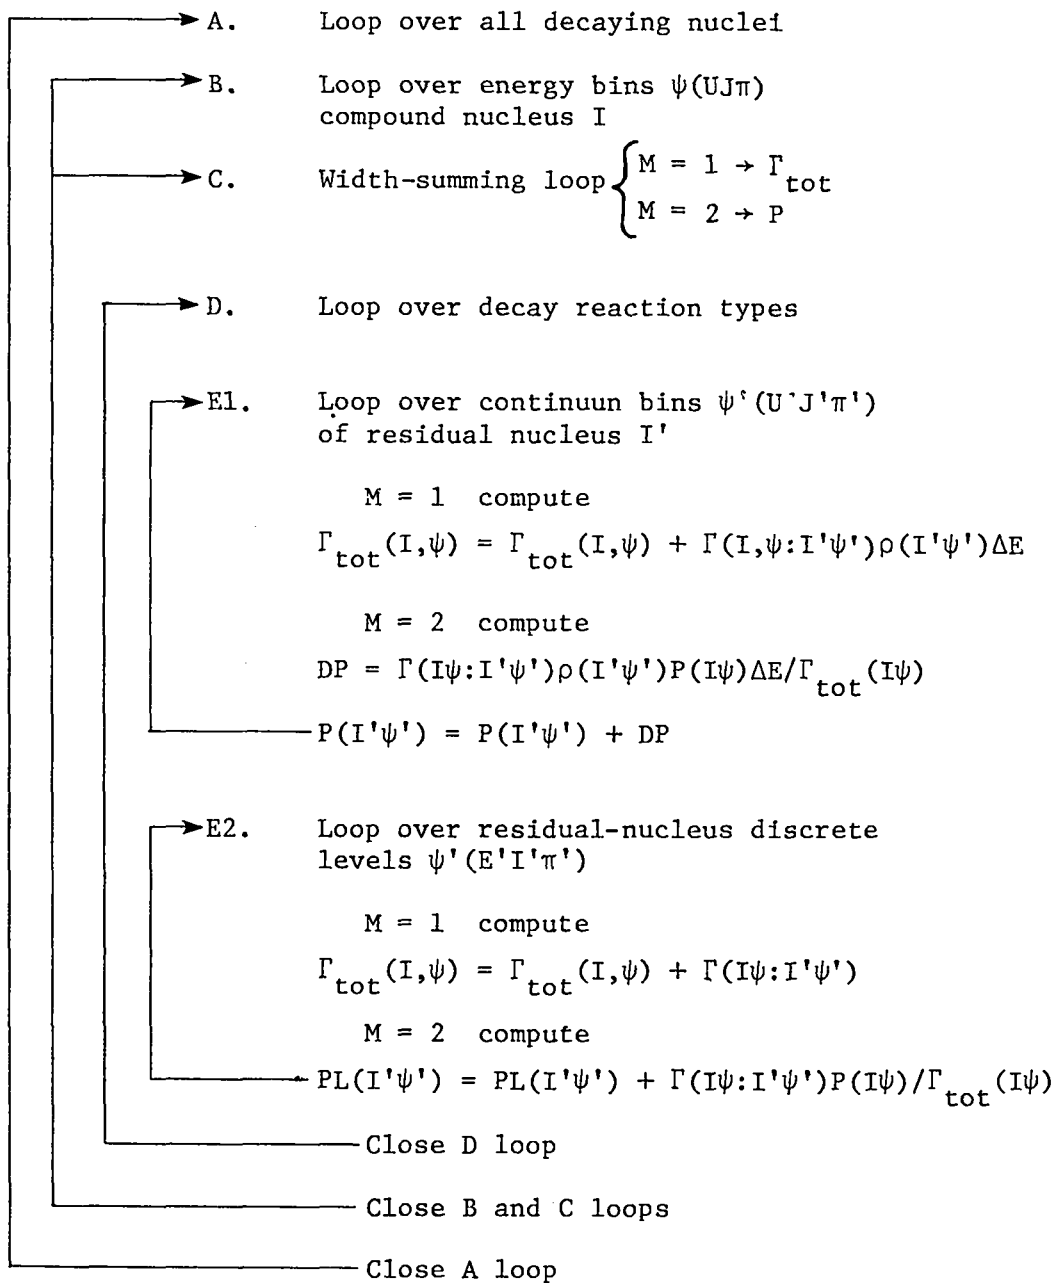 A. Loop over all decaying nuclei
B. Loop over energy bins ψ(UJπ)
compound nucleus I
C. Width-summing loop { M = 1 → Γtot
M = 2 → P
D. Loop over decay reaction types
E1. Loop over continuun bins ψ'(U'J'π')
of residual nucleus I'
M = 1 compute
Γtot(I,ψ) = Γtot(I,ψ) + Γ(I,ψ:I'ψ')ρ(I'ψ')ΔE
M = 2 compute
DP = Γ(Iψ:I'ψ')ρ(I'ψ')P(Iψ)ΔE/Γtot(Iψ)
P(I'ψ') = P(I'ψ') + DP
E2. Loop over residual-nucleus discrete
levels ψ'(E'I'π')
M = 1 compute
Γtot(I,ψ) = Γtot(I,ψ) + Γ(Iψ:I'ψ')
M = 2 compute
PL(I'ψ') = PL(I'ψ') + Γ(Iψ:I'ψ')P(Iψ)/Γtot(Iψ)
Close D loop
Close B and C loops
Close A loop